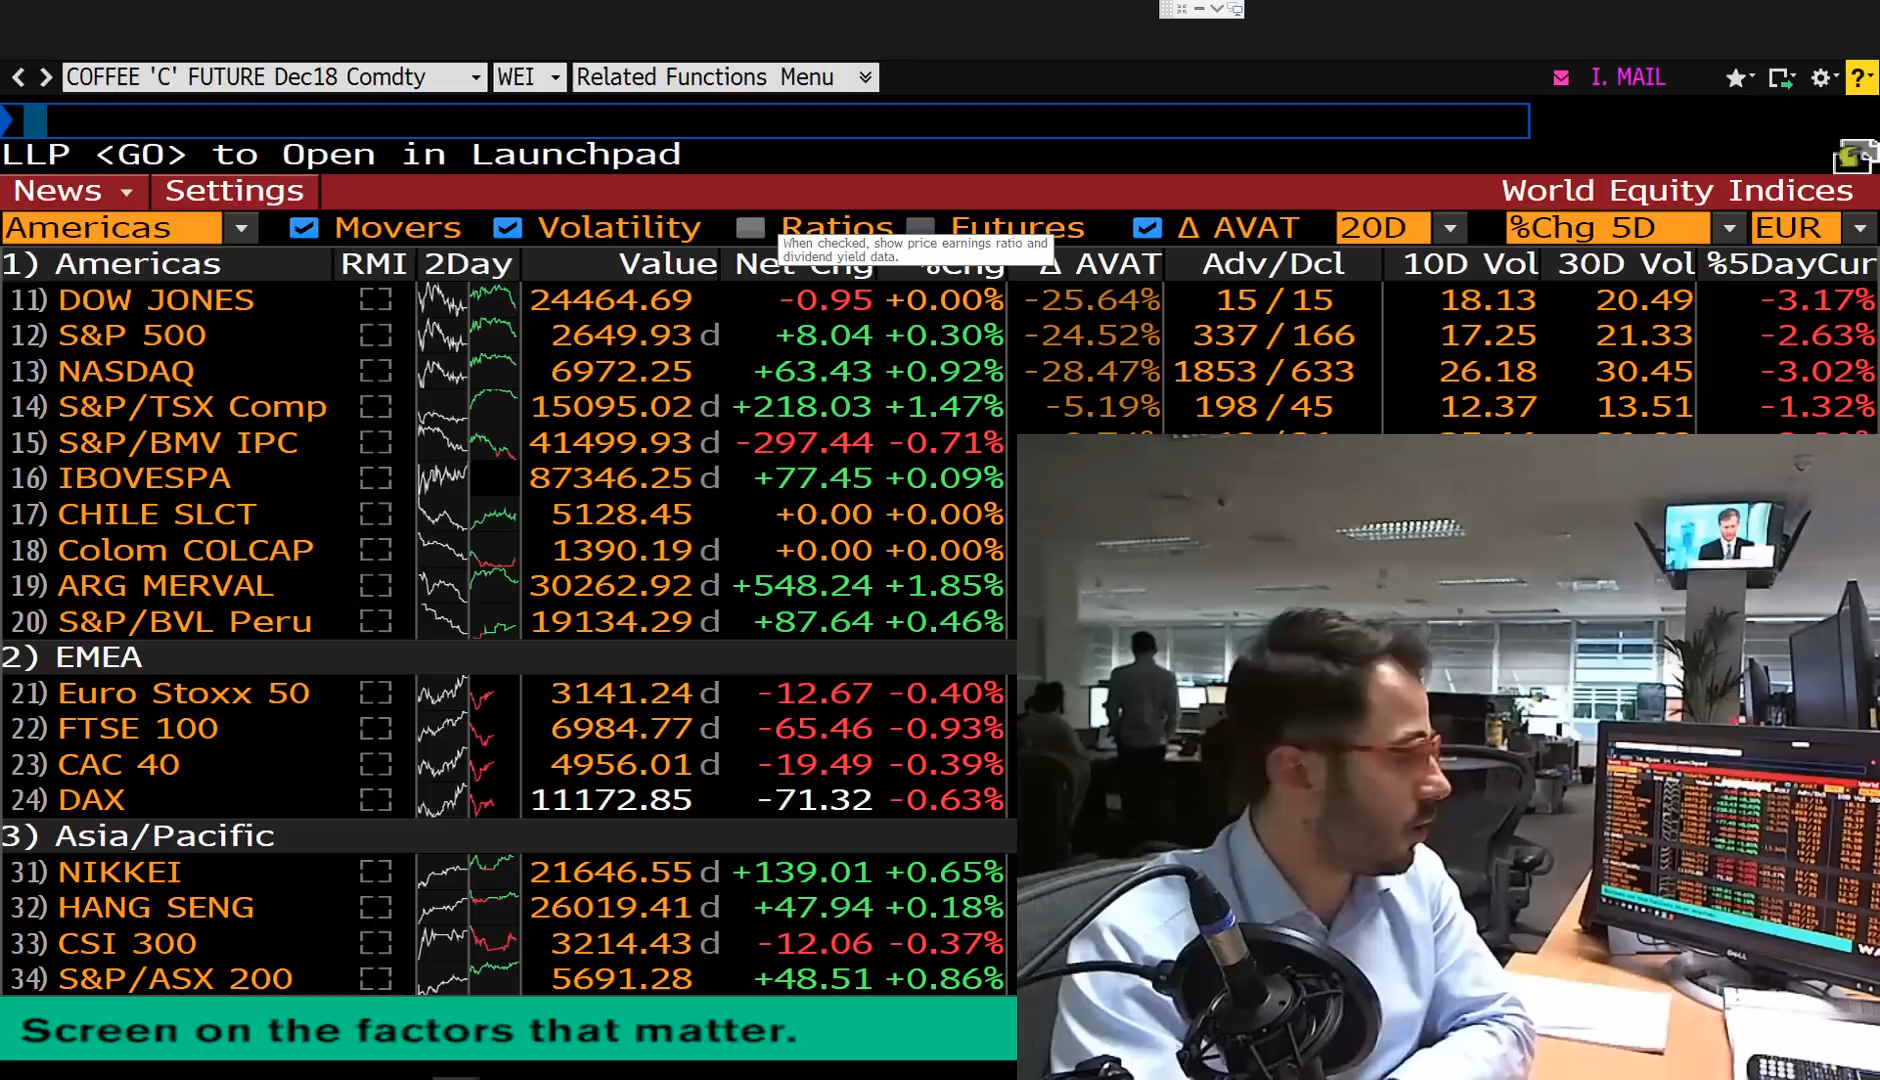 COFFEE 'C' FUTURE Dec18 Comdty WEI Related Functions Menu I. MAIL ?
LLP <GO> to Open in Launchpad
News Settings World Equity Indices
Americas Movers Volatility Ratios Futures Δ AVAT 20D %Chg 5D EUR
When checked, show price earnings ratio and
dividend yield data.
1) Americas RMI 2Day Value Net Chg %Chg Δ AVAT Adv/Dcl 10D Vol 30D Vol %5DayCur
11) DOW JONES 24464.69 -0.95 +0.00% -25.64% 15 / 15 18.13 20.49 -3.17%
12) S&P 500 2649.93 d +8.04 +0.30% -24.52% 337 / 166 17.25 21.33 -2.63%
13) NASDAQ 6972.25 +63.43 +0.92% -28.47% 1853 / 633 26.18 30.45 -3.02%
14) S&P/TSX Comp 15095.02 d +218.03 +1.47% -5.19% 198 / 45 12.37 13.51 -1.32%
15) S&P/BMV IPC 41499.93 d -297.44 -0.71%
16) IBOVESPA 87346.25 d +77.45 +0.09%
17) CHILE SLCT 5128.45 +0.00 +0.00%
18) Colom COLCAP 1390.19 d +0.00 +0.00%
19) ARG MERVAL 30262.92 d +548.24 +1.85%
20) S&P/BVL Peru 19134.29 d +87.64 +0.46%
2) EMEA
21) Euro Stoxx 50 3141.24 d -12.67 -0.40%
22) FTSE 100 6984.77 d -65.46 -0.93%
23) CAC 40 4956.01 d -19.49 -0.39%
24) DAX 11172.85 -71.32 -0.63%
3) Asia/Pacific
31) NIKKEI 21646.55 d +139.01 +0.65%
32) HANG SENG 26019.41 d +47.94 +0.18%
33) CSI 300 3214.43 d -12.06 -0.37%
34) S&P/ASX 200 5691.28 +48.51 +0.86%
Screen on the factors that matter.
DELL